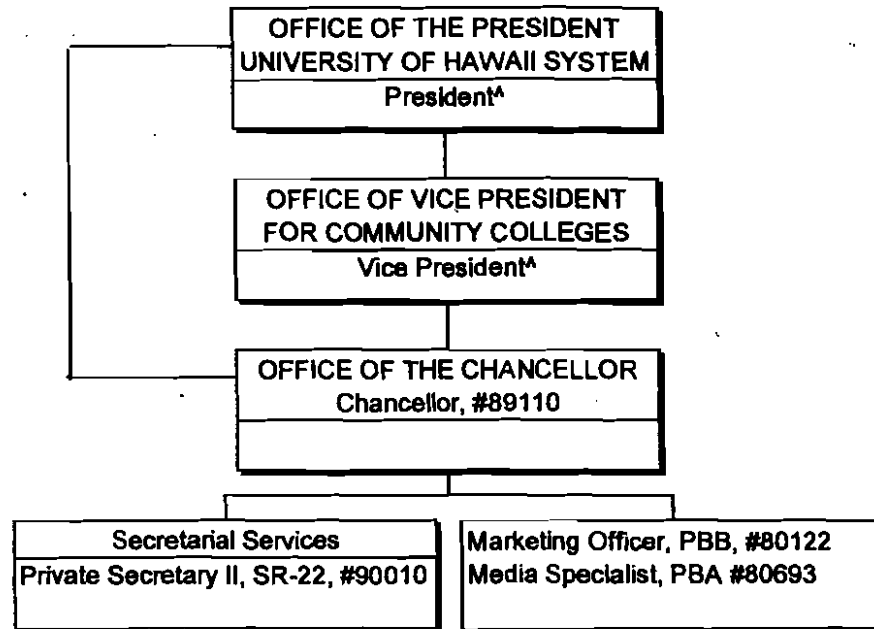 OFFICE OF THE PRESIDENT
UNIVERSITY OF HAWAII SYSTEM
President^
OFFICE OF VICE PRESIDENT
FOR COMMUNITY COLLEGES
Vice President^
OFFICE OF THE CHANCELLOR
Chancellor, #89110
Secretarial Services
Private Secretary II, SR-22, #90010
Marketing Officer, PBB, #80122
Media Specialist, PBA #80693